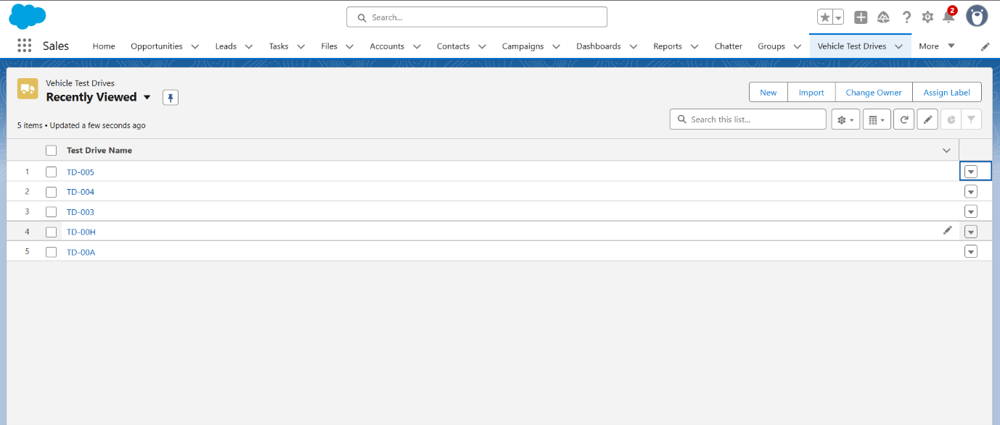 Search...
2
Sales
Home
Opportunities
Leads
Tasks
Files
Accounts
Contacts
Campaigns
Dashboards
Reports
Chatter
Groups
Vehicle Test Drives
More
Vehicle Test Drives
Recently Viewed
New
Import
Change Owner
Assign Label
5 items • Updated a few seconds ago
Search this list...
Test Drive Name
1 TD-005
2 TD-004
3 TD-003
4 TD-00H
5 TD-00A